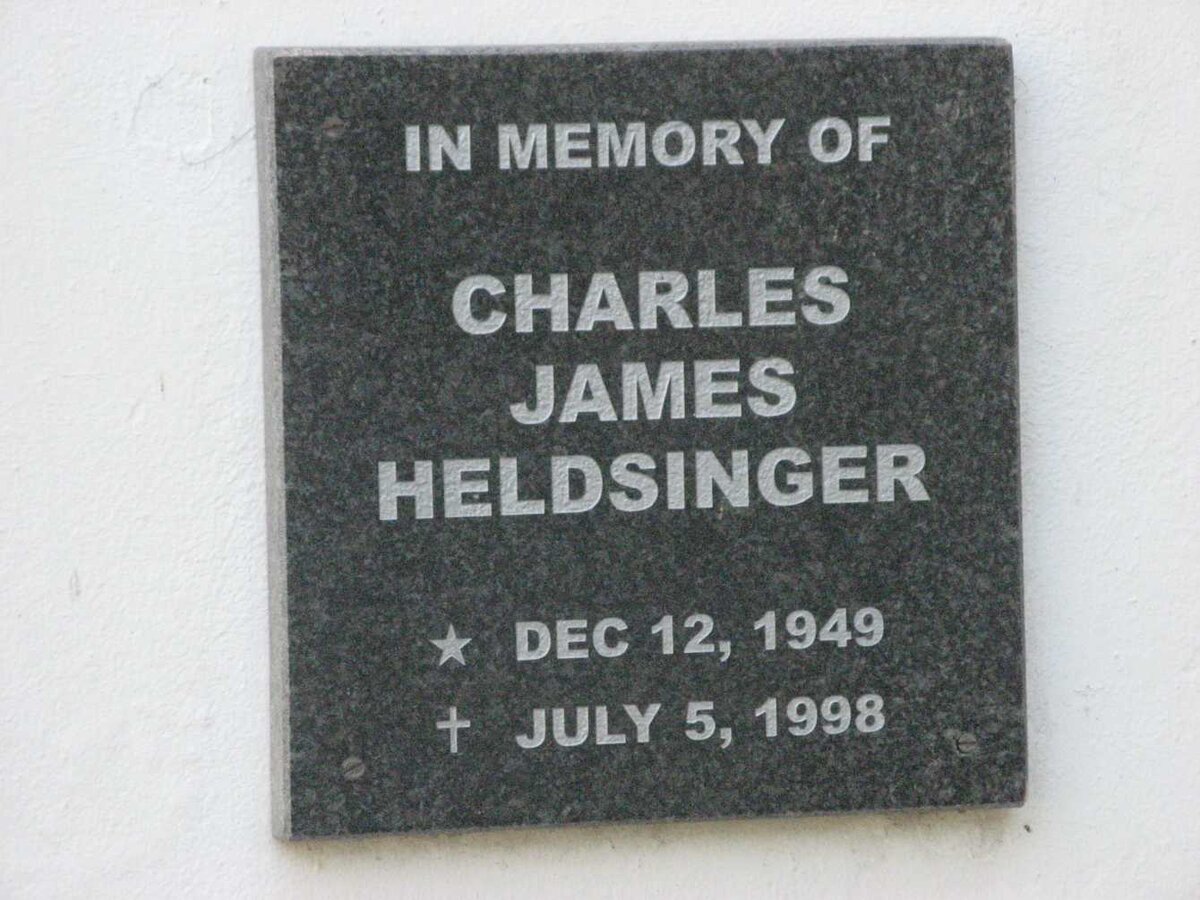 IN MEMORY OF
CHARLES
JAMES
HELDSINGER
★ DEC 12, 1949
✝ JULY 5, 1998